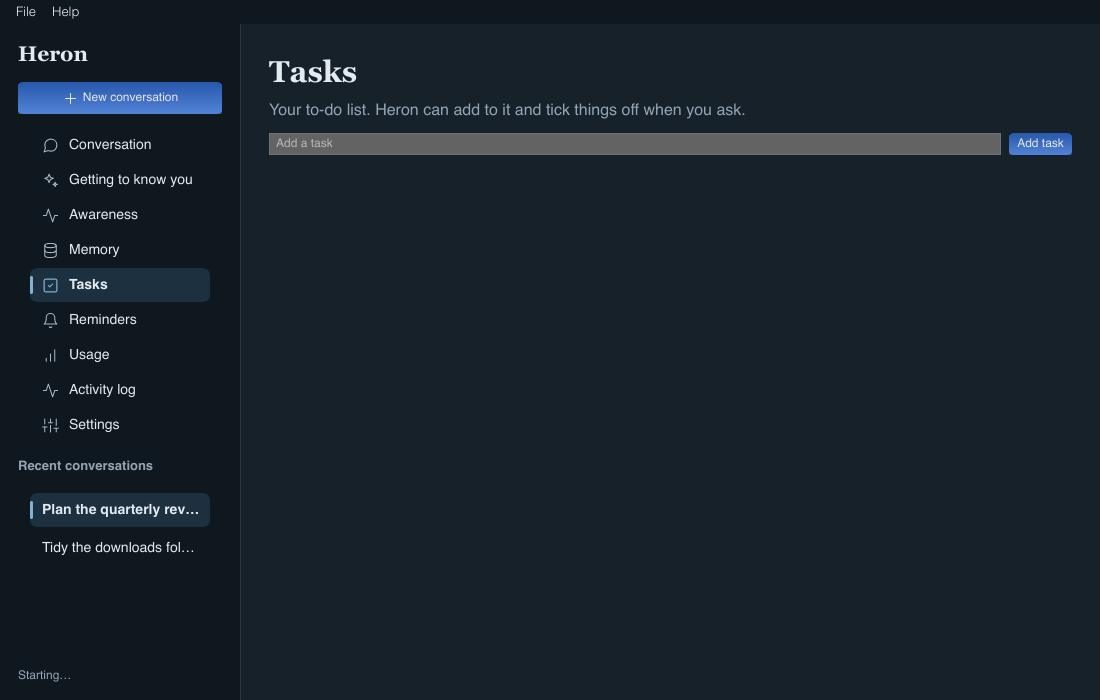 File Help
Heron
New conversation
Conversation
Getting to know you
Awareness
Memory
Tasks
Reminders
Usage
Activity log
Settings
Recent conversations
Plan the quarterly rev…
Tidy the downloads fol…
Starting…
Tasks
Your to-do list. Heron can add to it and tick things off when you ask.
Add a task
Add task